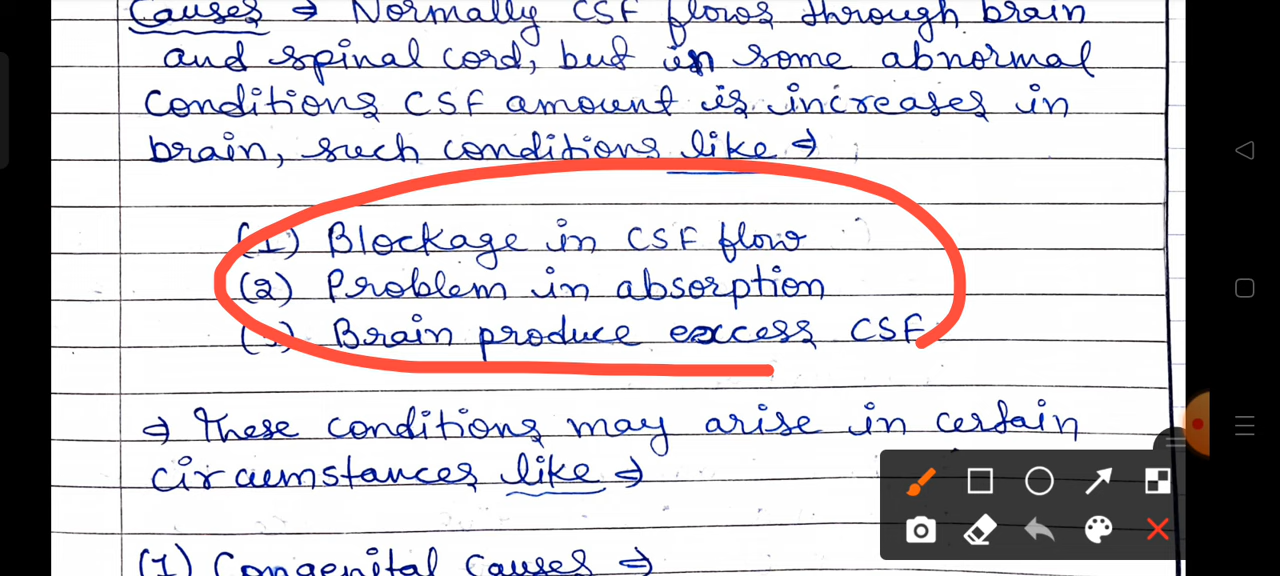 Causes ⇒ Normally CSF flows through brain
and spinal cord, but in some abnormal
conditions CSF amount is increases in
brain, such conditions like ⇒
(1) Blockage in CSF flow
(2) Problem in absorption
(3) Brain produce excess CSF
⇒ These conditions may arise in certain
circumstances like ⇒
(1) Congenital causes ⇒